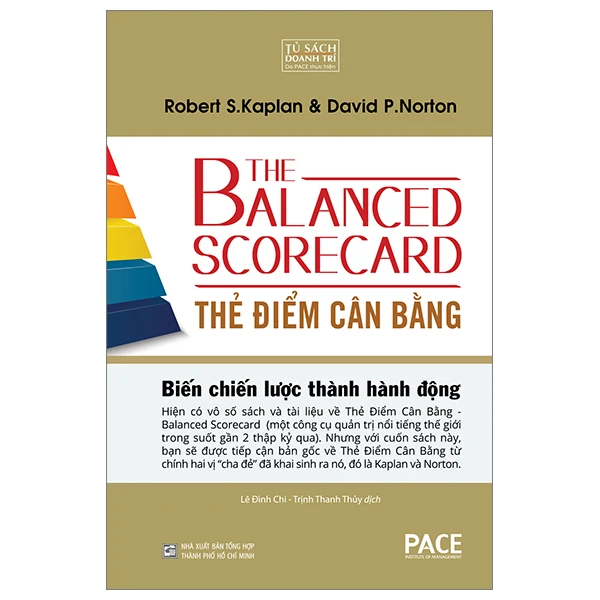 TỦ SÁCH
DOANH TRÍ
Do PACE thực hiện
Robert S.Kaplan & David P.Norton
THE
BALANCED
SCORECARD
THẺ ĐIỂM CÂN BẰNG
Biến chiến lược thành hành động
Hiện có vô số sách và tài liệu về Thẻ Điểm Cân Bằng -
Balanced Scorecard (một công cụ quản trị nổi tiếng thế giới
trong suốt gần 2 thập kỷ qua). Nhưng với cuốn sách này,
bạn sẽ được tiếp cận bản gốc về Thẻ Điểm Cân Bằng từ
chính hai vị “cha đẻ” đã khai sinh ra nó, đó là Kaplan và Norton.
Lê Đình Chi - Trịnh Thanh Thủy dịch
NHÀ XUẤT BẢN TỔNG HỢP
THÀNH PHỐ HỒ CHÍ MINH
PACE
INSTITUTE OF MANAGEMENT